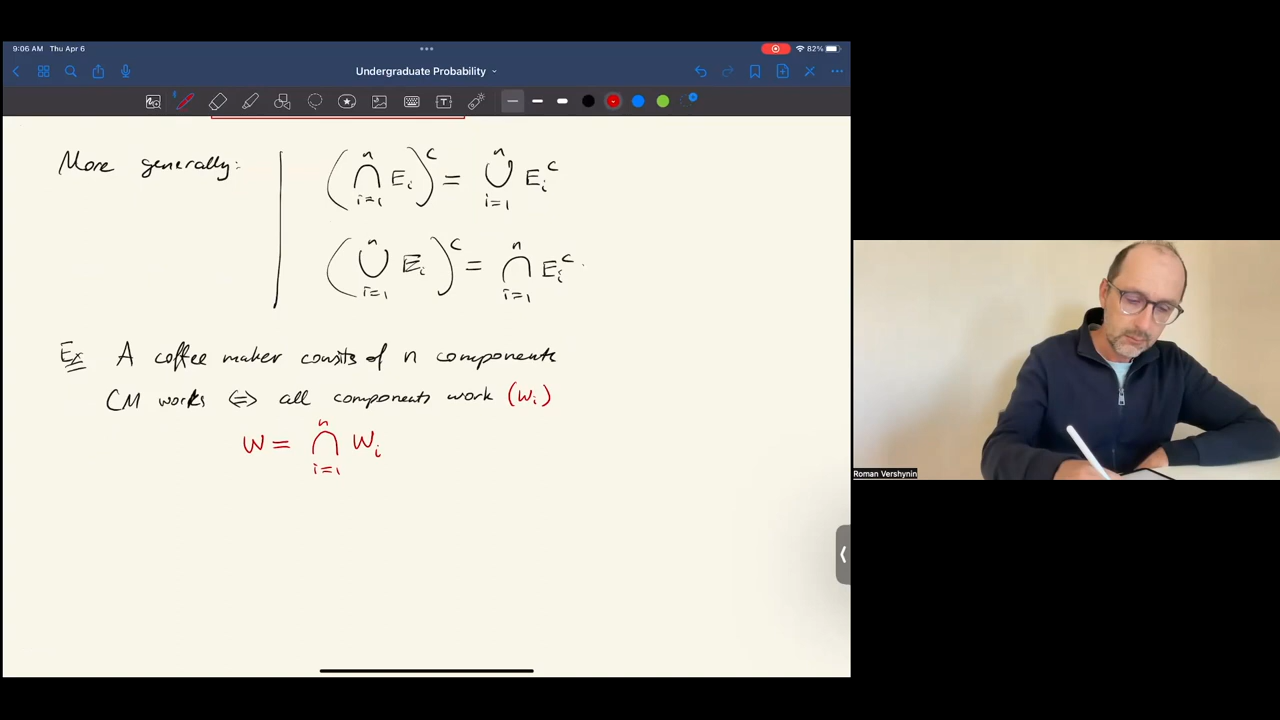 9:06 AM Thu Apr 6
82%
Undergraduate Probability
More generally:
(⋂_{i=1}^{n} E_i)^c = ⋃_{i=1}^{n} E_i^c
(⋃_{i=1}^{n} E_i)^c = ⋂_{i=1}^{n} E_i^c
Ex A coffee maker consists of n components
CM works ⟺ all components work (W_i)
W = ⋂_{i=1}^{n} W_i
Roman Vershynin